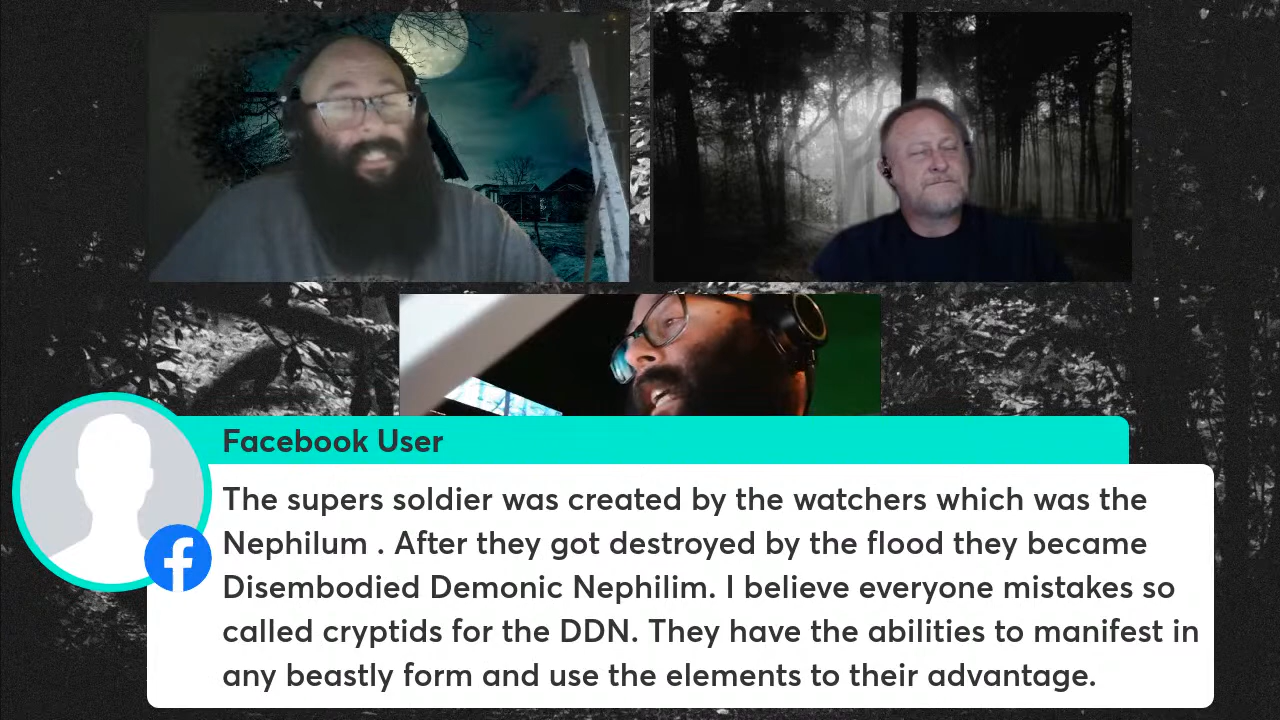 Facebook User
The supers soldier was created by the watchers which was the
Nephilum . After they got destroyed by the flood they became
Disembodied Demonic Nephilim. I believe everyone mistakes so
called cryptids for the DDN. They have the abilities to manifest in
any beastly form and use the elements to their advantage.